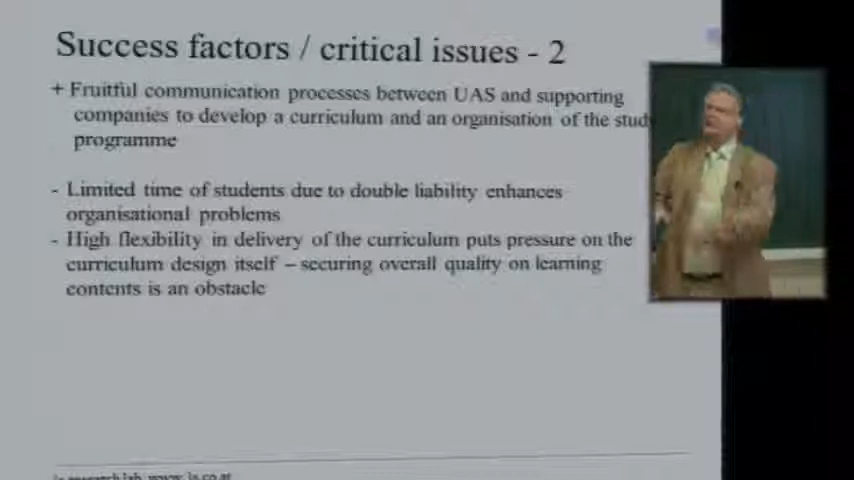 Success factors / critical issues - 2
+ Fruitful communication processes between UAS and supporting
companies to develop a curriculum and an organisation of the
programme
- Limited time of students due to double liability enhances
organisational problems
- High flexibility in delivery of the curriculum puts pressure on the
curriculum design itself – securing overall quality on learning
contents is an obstacle